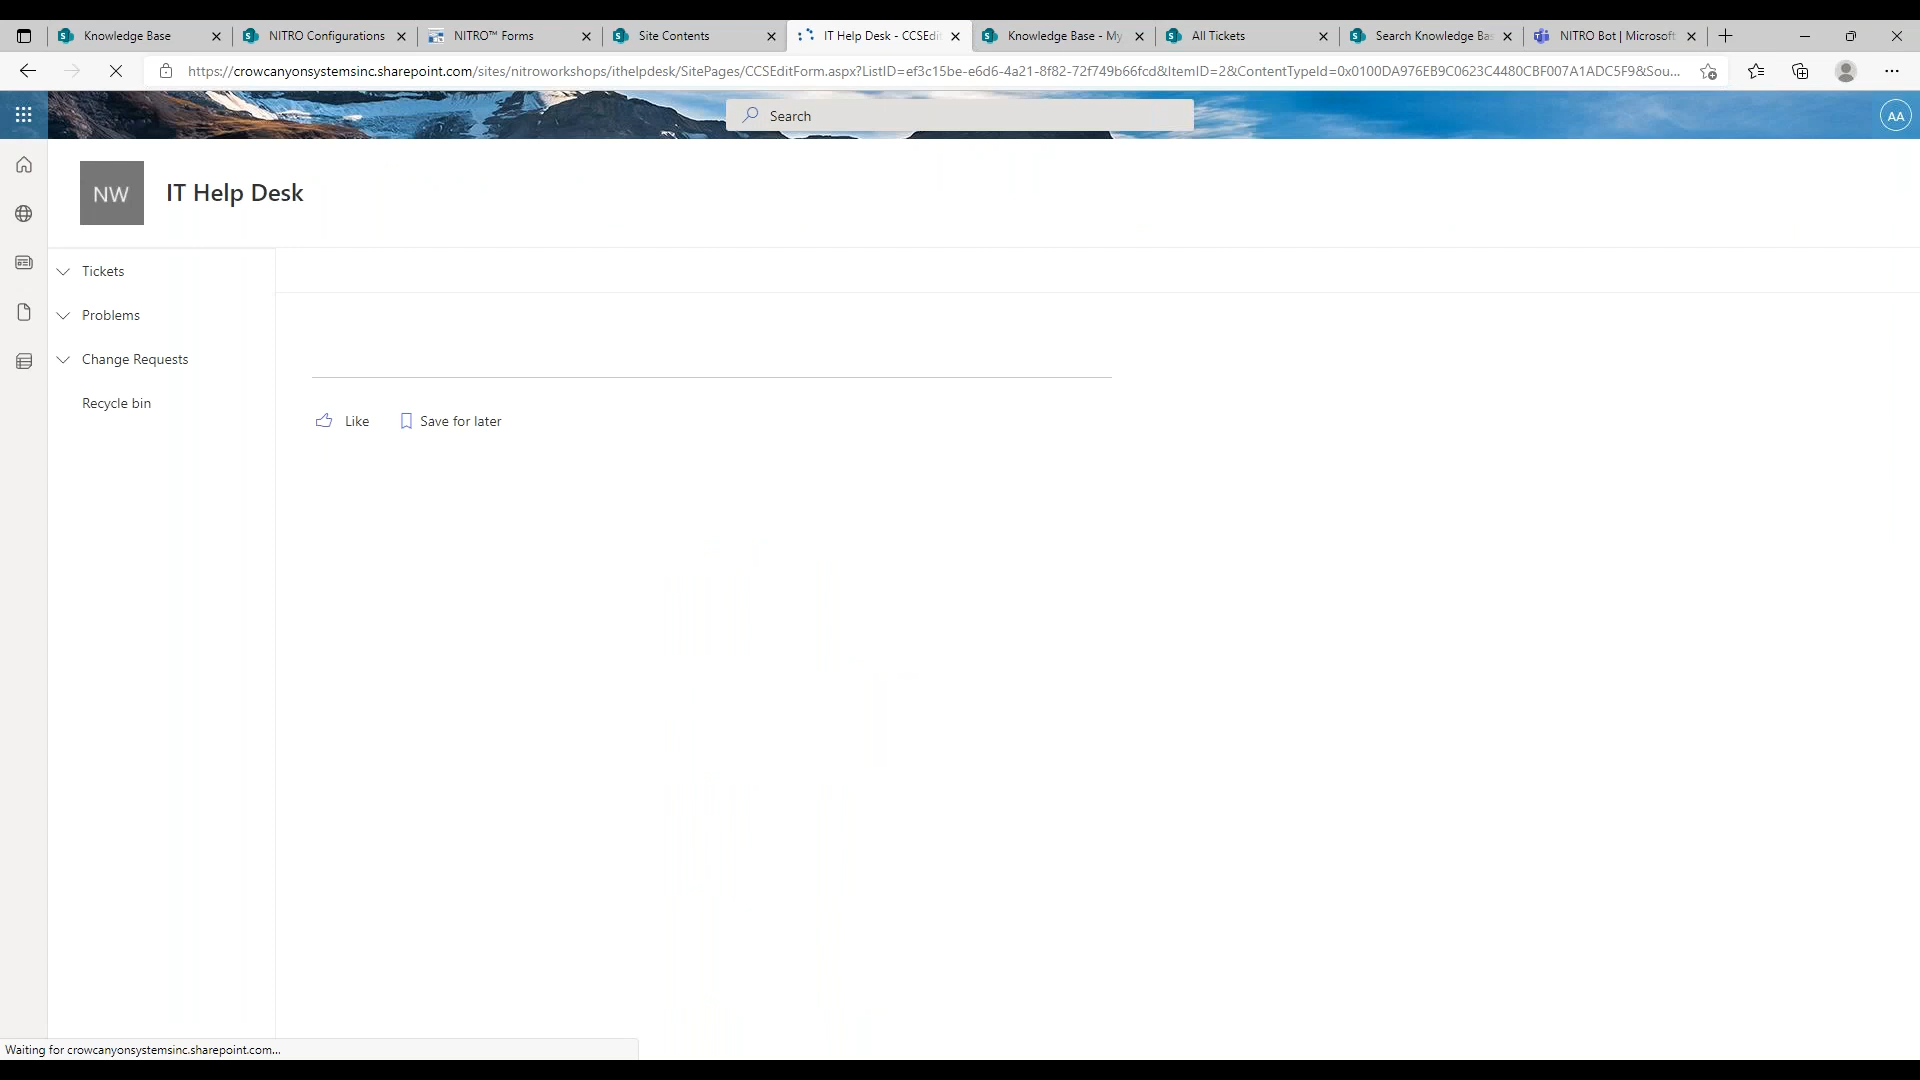 Knowledge Base
NITRO Configurations
NITRO™ Forms
Site Contents
IT Help Desk - CCSEdit
Knowledge Base - My
All Tickets
Search Knowledge Bas
NITRO Bot | Microsoft
https://crowcanyonsystemsinc.sharepoint.com/sites/nitroworkshops/ithelpdesk/SitePages/CCSEditForm.aspx?ListID=ef3c15be-e6d6-4a21-8f82-72f749b66fcd&ItemID=2&ContentTypeId=0x0100DA976EB9C0623C4480CBF007A1ADC5F9&Sou...
Search
AA
NW
IT Help Desk
Tickets
Problems
Change Requests
Recycle bin
Like
Save for later
Waiting for crowcanyonsystemsinc.sharepoint.com...